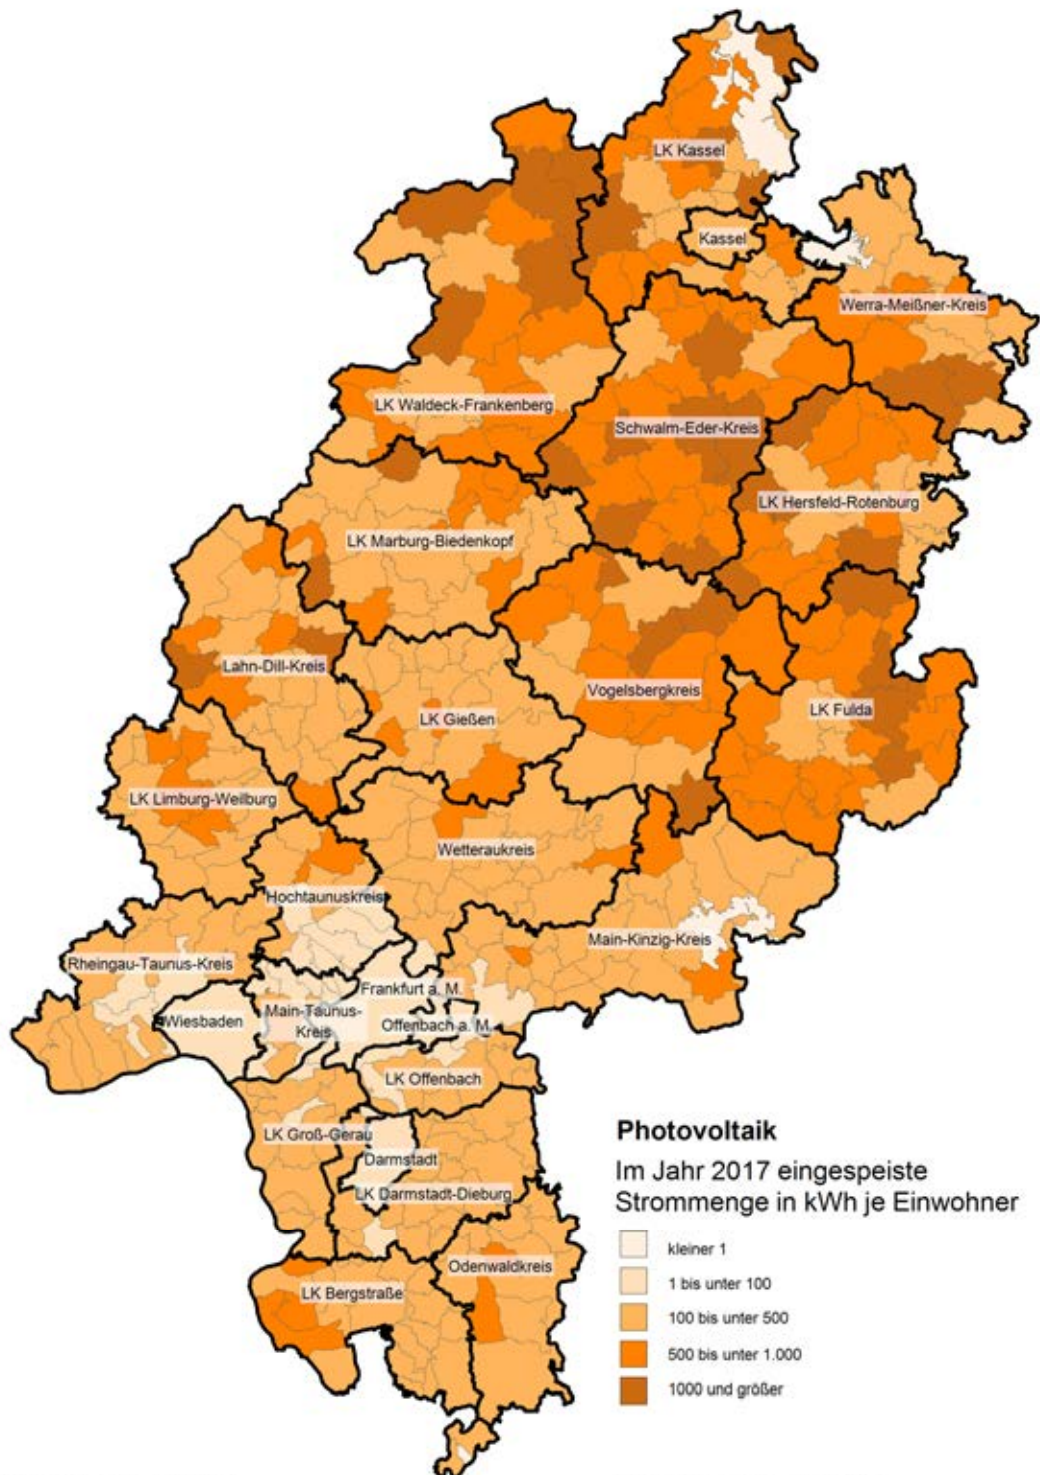 LK Kassel
Kassel
Werra-Meißner-Kreis
LK Waldeck-Frankenberg
Schwalm-Eder-Kreis
LK Hersfeld-Rotenburg
LK Marburg-Biedenkopf
Lahn-Dill-Kreis
Vogelsbergkreis
LK Gießen
LK Fulda
LK Limburg-Weilburg
Wetteraukreis
Hochtaunuskreis
Main-Kinzig-Kreis
Rheingau-Taunus-Kreis
Frankfurt a. M.
Wiesbaden
Main-Taunus-
Kreis
Offenbach a. M.
LK Offenbach
LK Groß-Gerau
Darmstadt
LK Darmstadt-Dieburg
Odenwaldkreis
LK Bergstraße
Photovoltaik
Im Jahr 2017 eingespeiste
Strommenge in kWh je Einwohner
kleiner 1
1 bis unter 100
100 bis unter 500
500 bis unter 1.000
1000 und größer